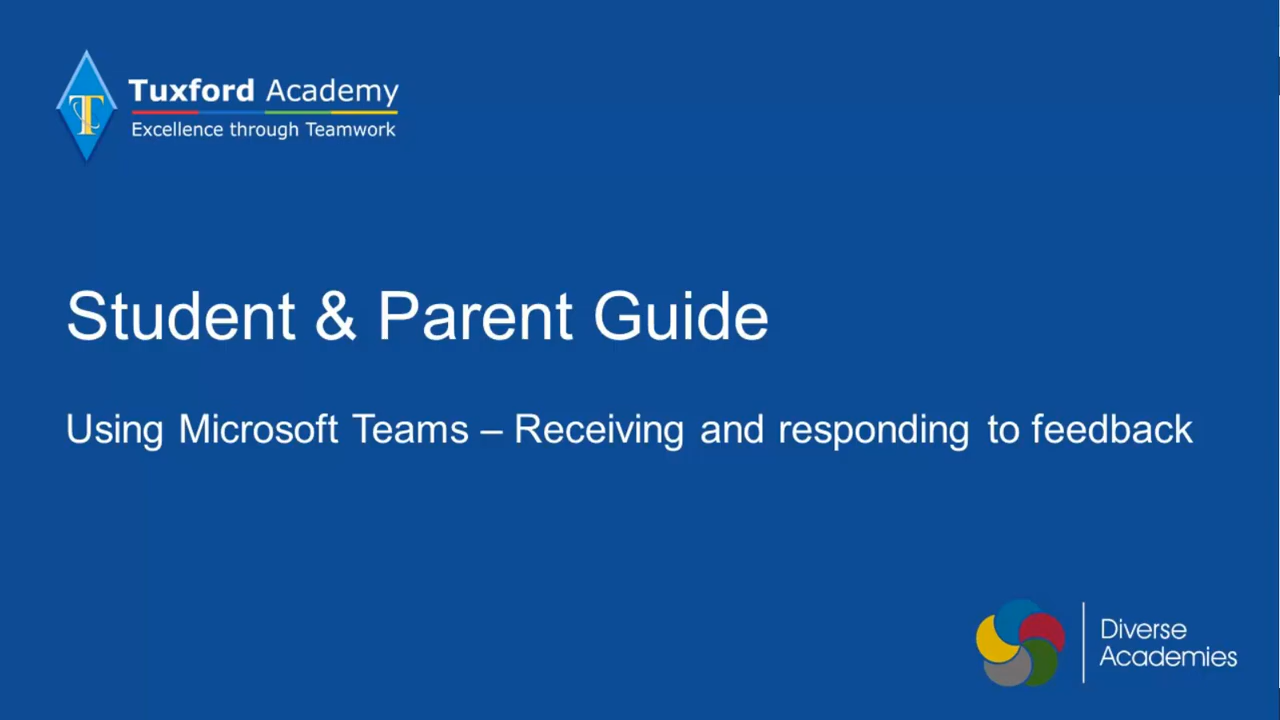 Tuxford Academy
Excellence through Teamwork
Student & Parent Guide
Using Microsoft Teams – Receiving and responding to feedback
Diverse
Academies